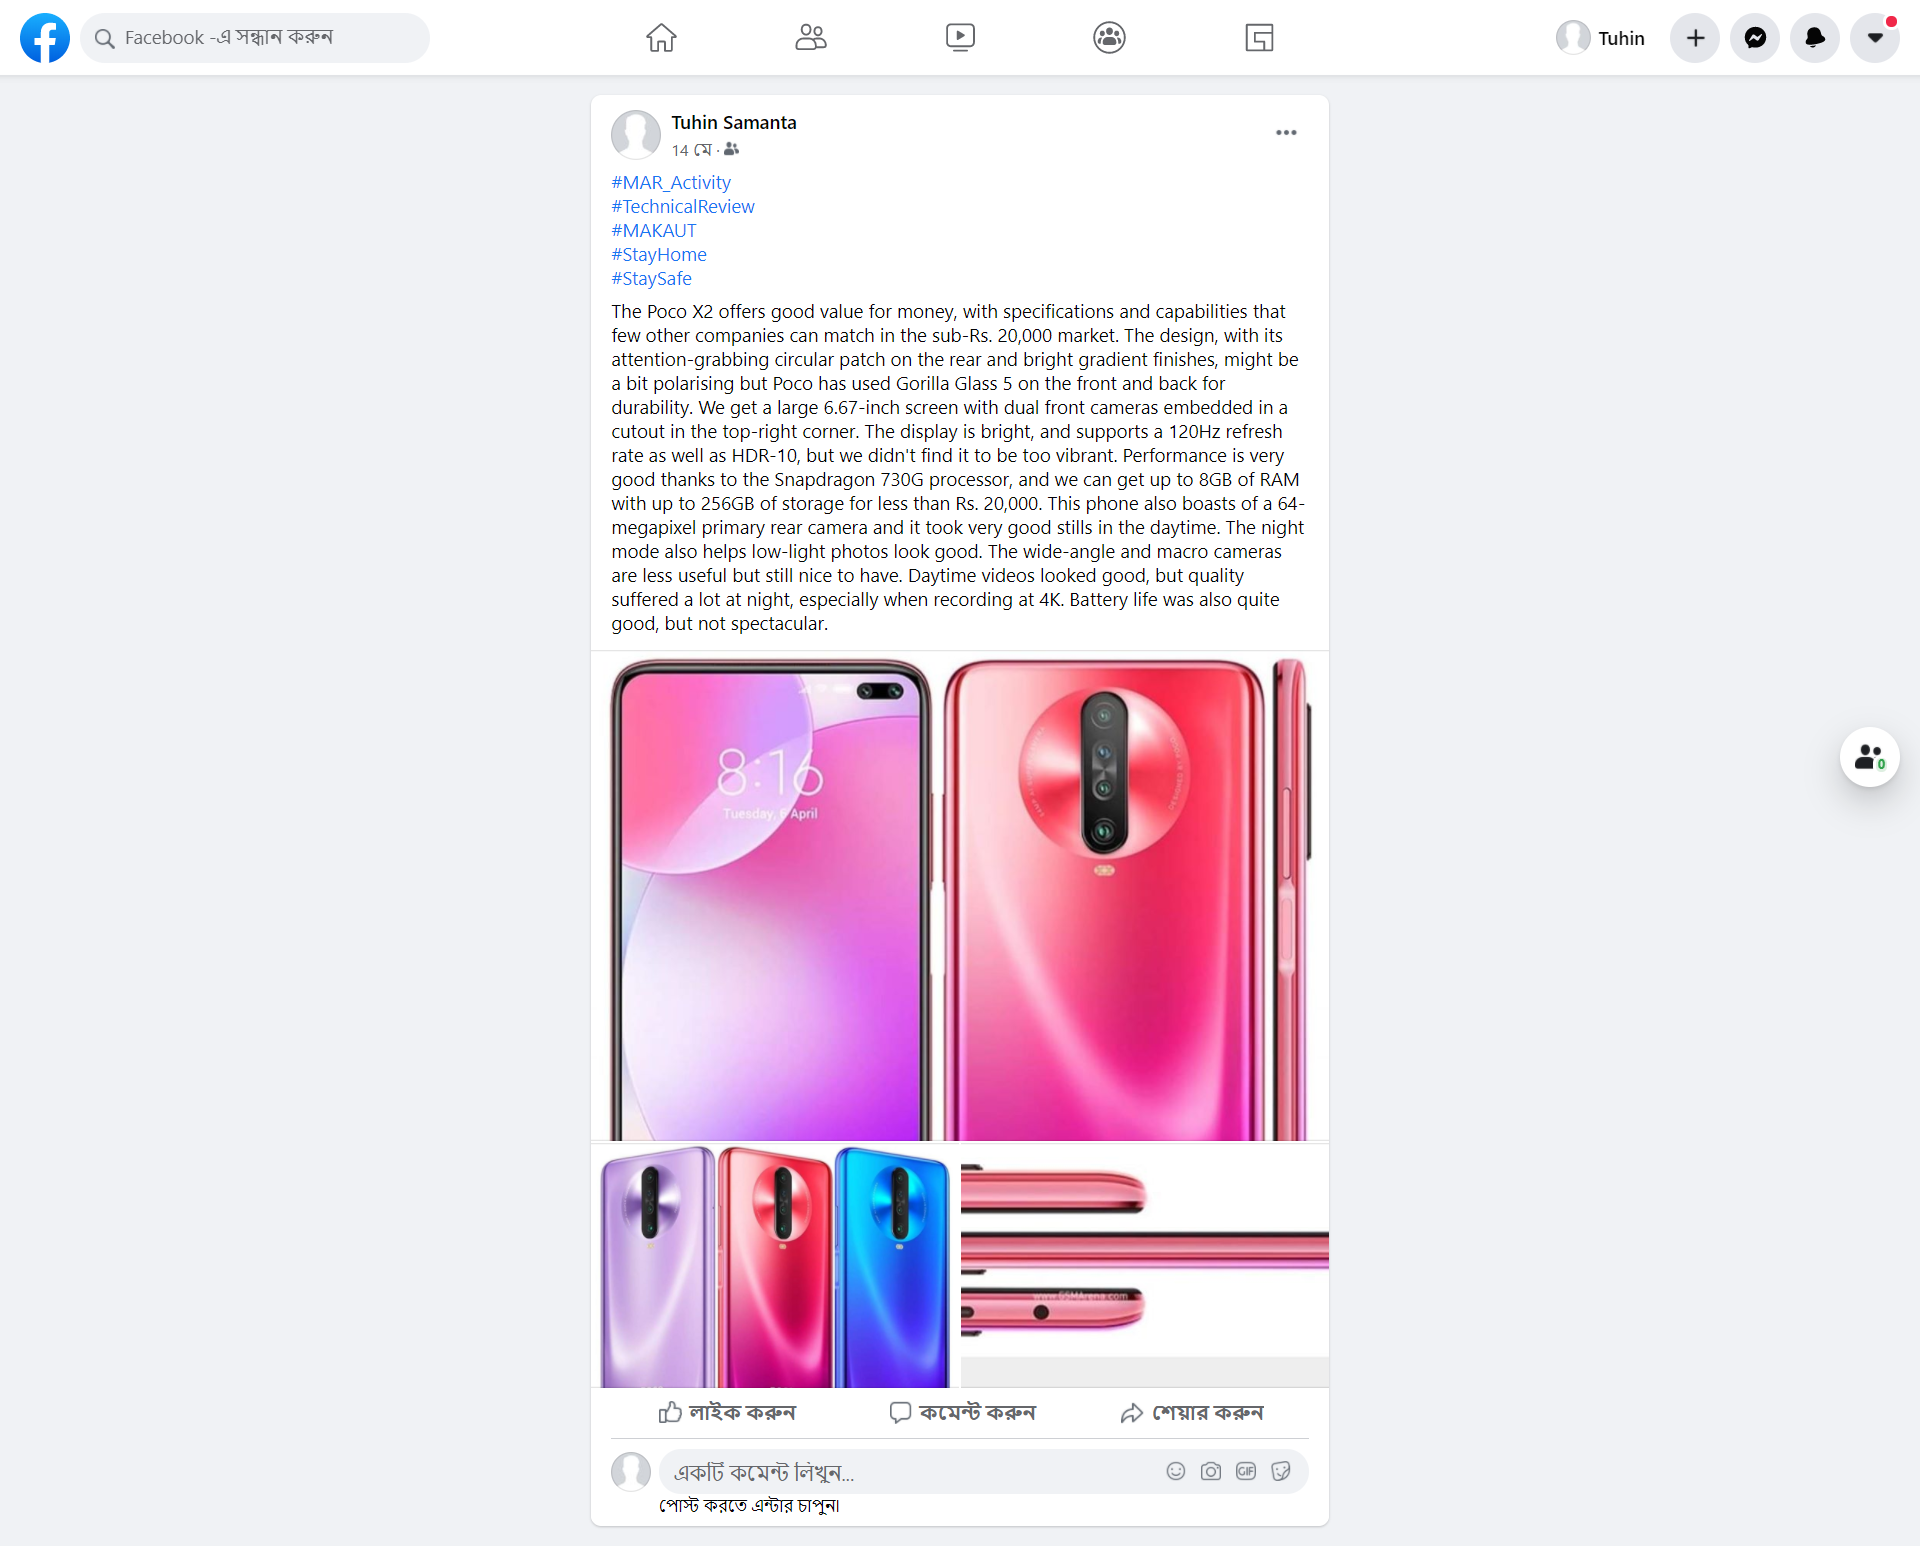 Facebook -এ সন্ধান করুন
Tuhin
Tuhin Samanta
14 মে ·
#MAR_Activity
#TechnicalReview
#MAKAUT
#StayHome
#StaySafe
The Poco X2 offers good value for money, with specifications and capabilities that
few other companies can match in the sub-Rs. 20,000 market. The design, with its
attention-grabbing circular patch on the rear and bright gradient finishes, might be
a bit polarising but Poco has used Gorilla Glass 5 on the front and back for
durability. We get a large 6.67-inch screen with dual front cameras embedded in a
cutout in the top-right corner. The display is bright, and supports a 120Hz refresh
rate as well as HDR-10, but we didn't find it to be too vibrant. Performance is very
good thanks to the Snapdragon 730G processor, and we can get up to 8GB of RAM
with up to 256GB of storage for less than Rs. 20,000. This phone also boasts of a 64-
megapixel primary rear camera and it took very good stills in the daytime. The night
mode also helps low-light photos look good. The wide-angle and macro cameras
are less useful but still nice to have. Daytime videos looked good, but quality
suffered a lot at night, especially when recording at 4K. Battery life was also quite
good, but not spectacular.
8:16
Tuesday, 6 April
DESIGNED BY POCO
0
www.GSMArena.com
লাইক করুন
কমেন্ট করুন
শেয়ার করুন
একটি কমেন্ট লিখুন...
GIF
পোস্ট করতে এন্টার চাপুন।